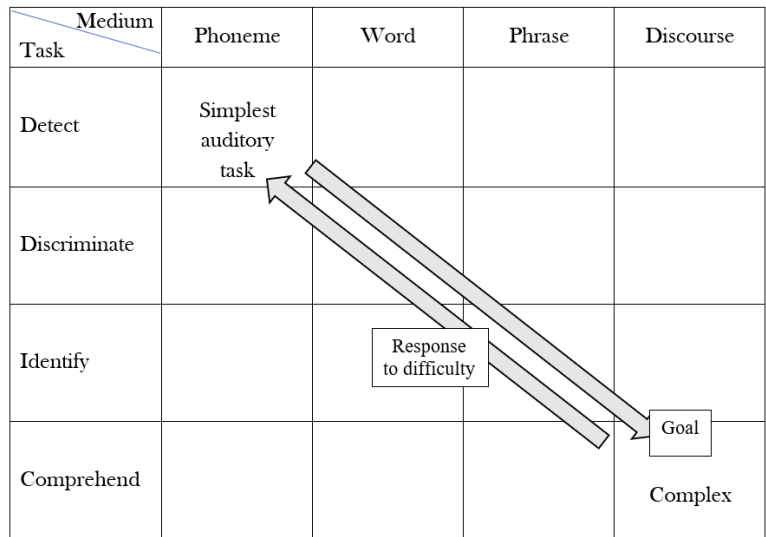 Medium
Task
Phoneme
Word
Phrase
Discourse
Detect
Simplest
auditory
task
Discriminate
Identify
Response
to difficulty
Comprehend
Goal
Complex